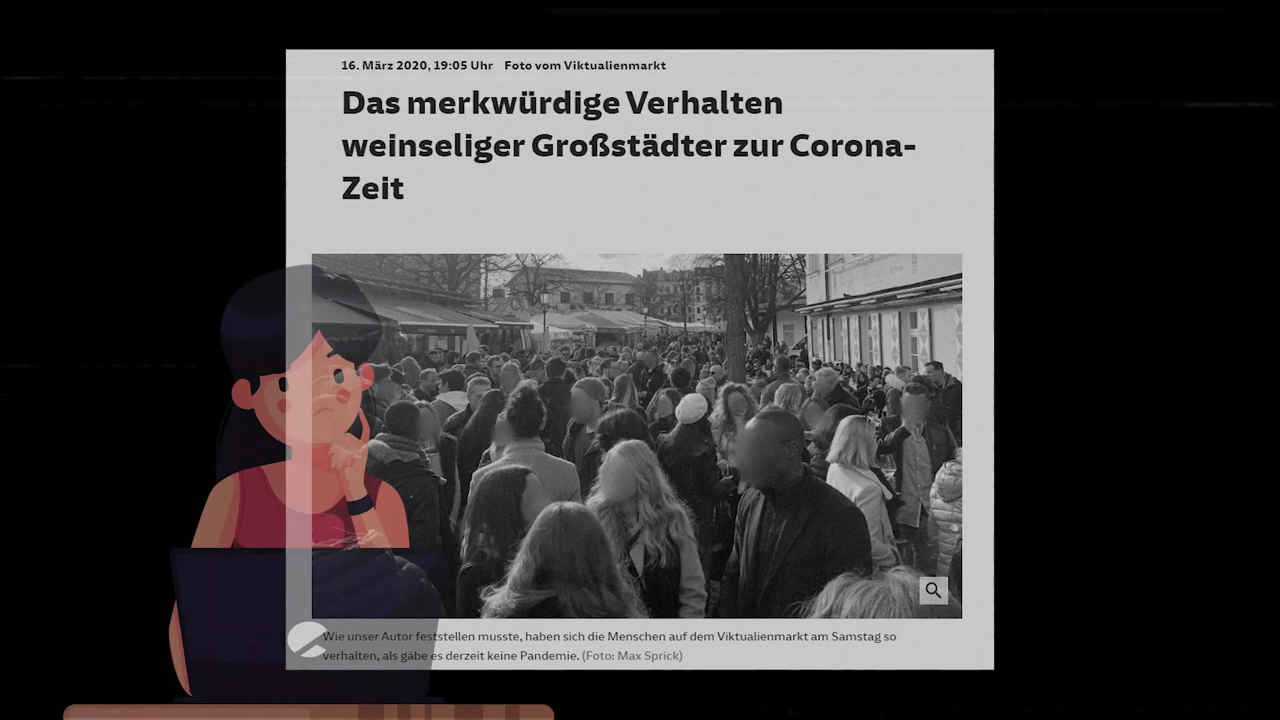 16. März 2020, 19:05 Uhr Foto vom Viktualienmarkt
Das merkwürdige Verhalten
weinseliger Großstädter zur Corona-
Zeit
Wie unser Autor feststellen musste, haben sich die Menschen auf dem Viktualienmarkt am Samstag so
verhalten, als gäbe es derzeit keine Pandemie. (Foto: Max Sprick)